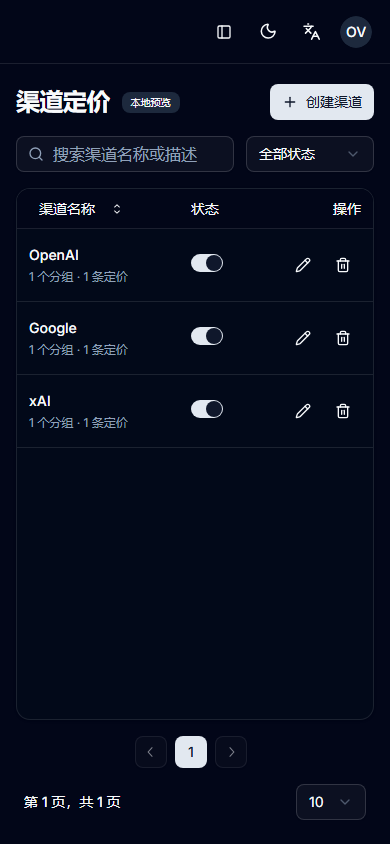 OV
渠道定价 本地预览 创建渠道
搜索渠道名称或描述 全部状态
渠道名称 状态 操作
OpenAI
1 个分组 · 1 条定价
Google
1 个分组 · 1 条定价
xAI
1 个分组 · 1 条定价
1
第 1 页，共 1 页 10